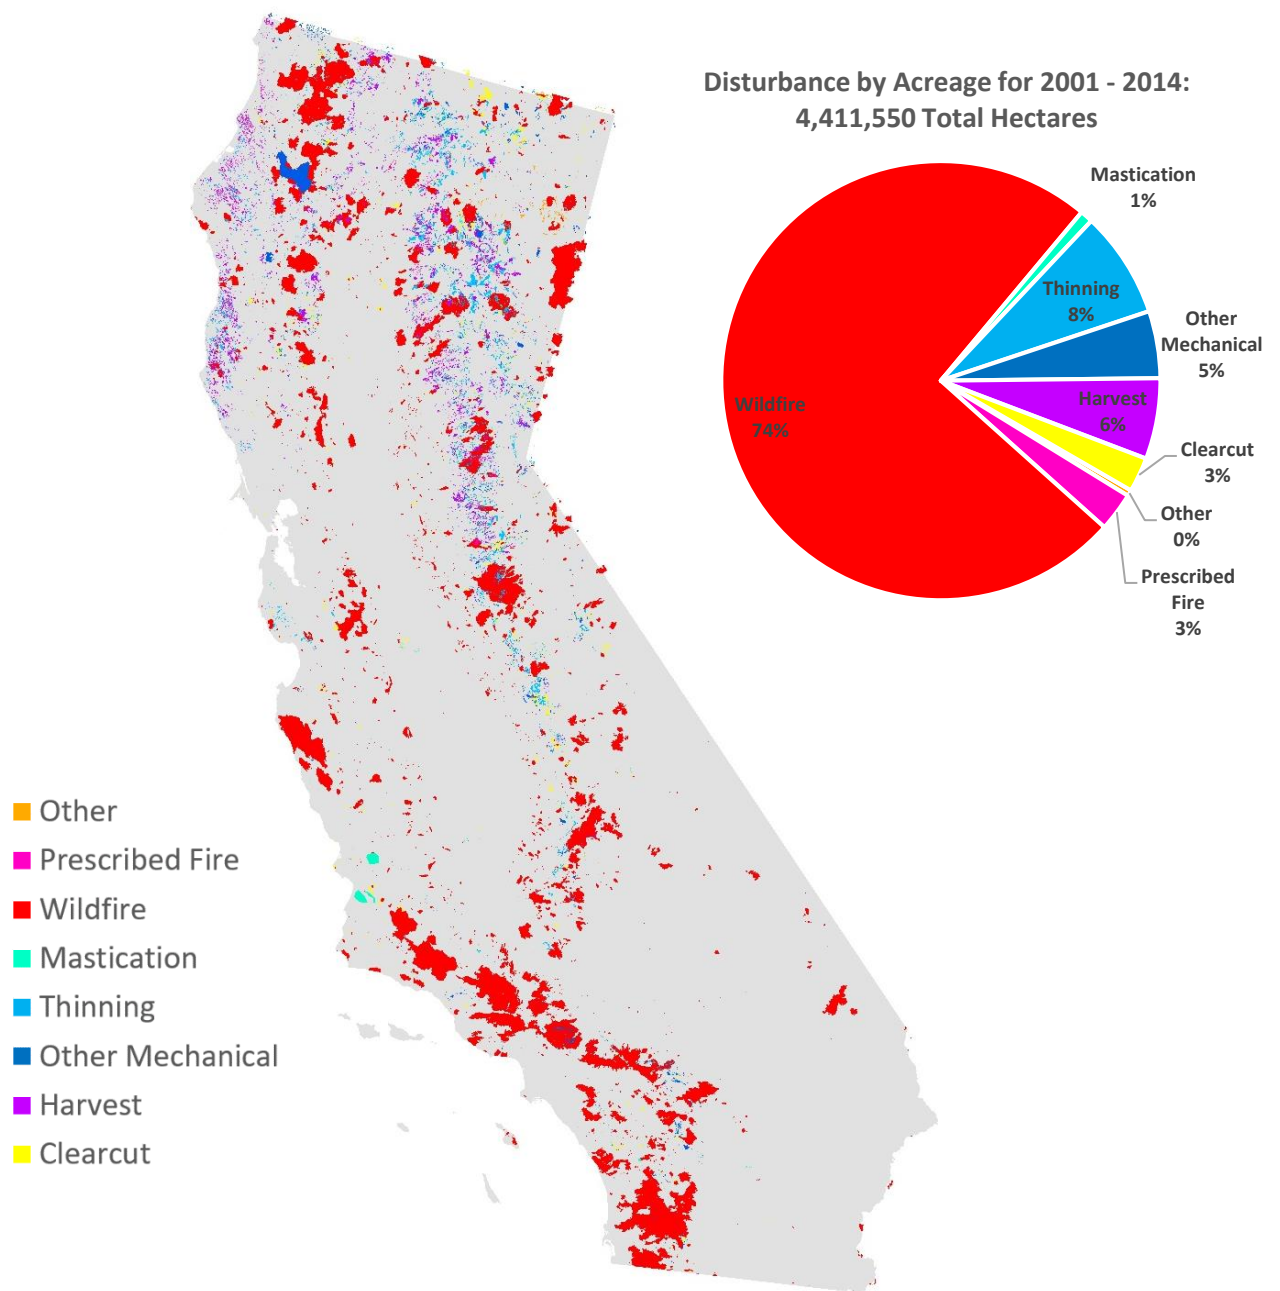 Disturbance by Acreage for 2001 - 2014:
4,411,550 Total Hectares
Mastication
1%
Thinning
8%
Other
Mechanical
5%
Wildfire
74%
Harvest
6%
Clearcut
3%
Other
0%
Prescribed
Fire
3%
Other
Prescribed Fire
Wildfire
Mastication
Thinning
Other Mechanical
Harvest
Clearcut